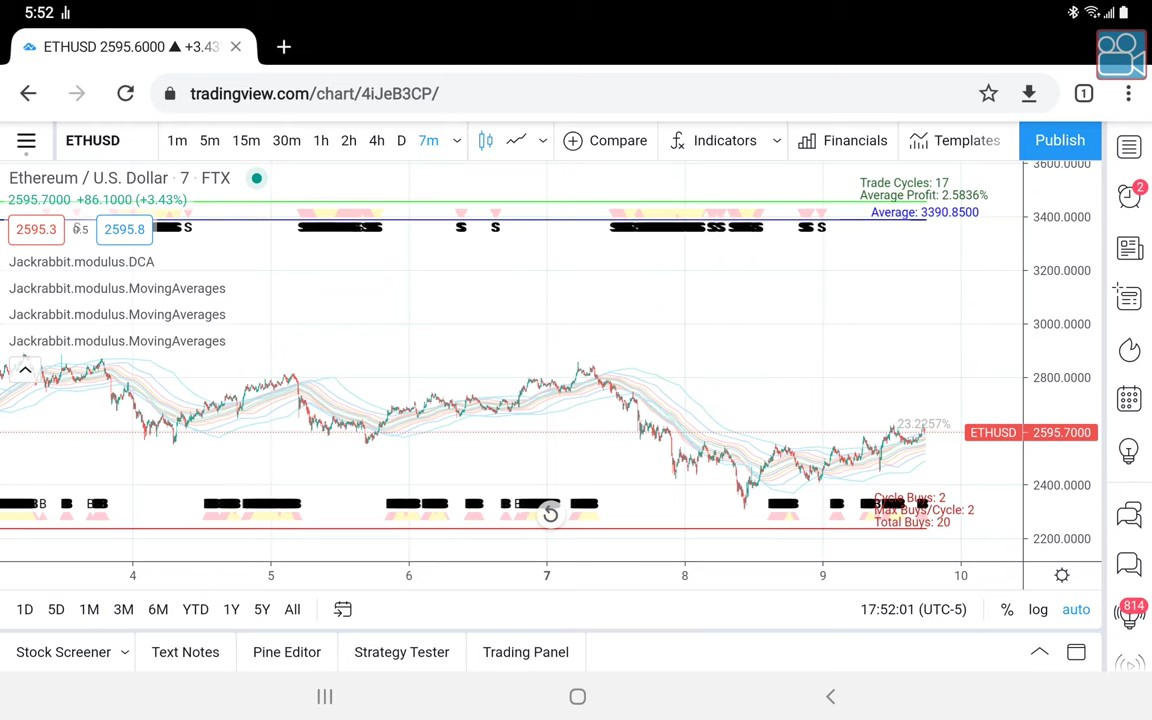 5:52
ETHUSD 2595.6000 ▲ +3.43
tradingview.com/chart/4iJeB3CP/
1
ETHUSD 1m 5m 15m 30m 1h 2h 4h D 7m Compare Indicators Financials Templates Publish
Ethereum / U.S. Dollar · 7 · FTX
2595.7000 +86.1000 (+3.43%)
2595.3 2595.8
Jackrabbit.modulus.DCA
Jackrabbit.modulus.MovingAverages
Jackrabbit.modulus.MovingAverages
Jackrabbit.modulus.MovingAverages
Trade Cycles: 17
Average Profit: 2.5836%
Average: 3390.8500
S S S S
23.2257%
Cycle Buys: 2
Max Buys/Cycle: 2
Total Buys: 20
3600.0000
3400.0000
3200.0000
3000.0000
2800.0000
ETHUSD 2595.7000
2400.0000
2200.0000
2
814
4 5 6 7 8 9 10
1D 5D 1M 3M 6M YTD 1Y 5Y All 17:52:01 (UTC-5) % log auto
Stock Screener Text Notes Pine Editor Strategy Tester Trading Panel